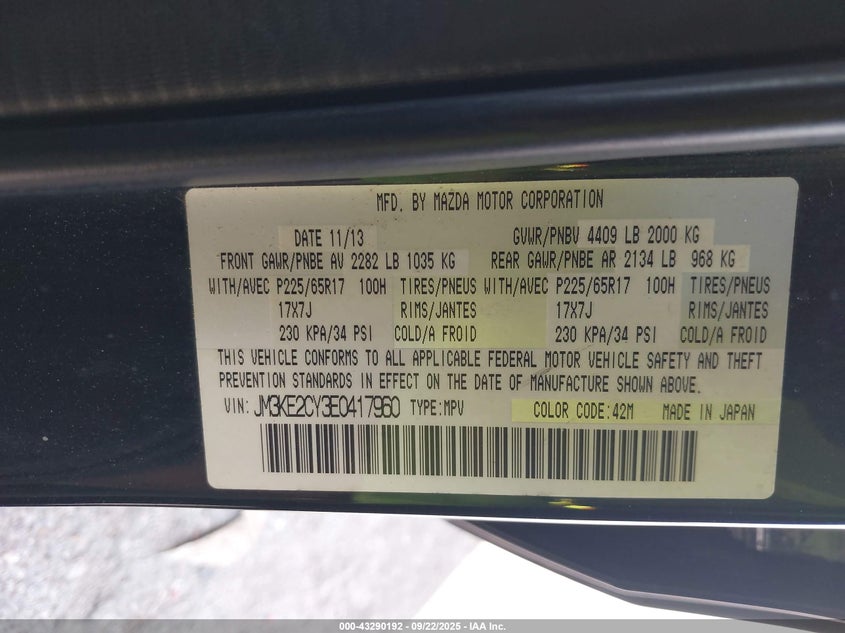 MFD. BY MAZDA MOTOR CORPORATION
DATE 11/13 GVWR/PNBV 4409 LB 2000 KG
FRONT GAWR/PNBE AV 2282 LB 1035 KG REAR GAWR/PNBE AR 2134 LB 968 KG
WITH/AVEC P225/65R17 100H TIRES/PNEUS WITH/AVEC P225/65R17 100H TIRES/PNEUS
17X7J RIMS/JANTES 17X7J RIMS/JANTES
230 KPA/34 PSI COLD/A FROID 230 KPA/34 PSI COLD/A FROID
THIS VEHICLE CONFORMS TO ALL APPLICABLE FEDERAL MOTOR VEHICLE SAFETY AND THEFT
PREVENTION STANDARDS IN EFFECT ON THE DATE OF MANUFACTURE SHOWN ABOVE.
VIN: JM3KE2CY3E0417960 TYPE:MPV COLOR CODE:42M MADE IN JAPAN
000-43290192 - 09/22/2025 - IAA Inc.